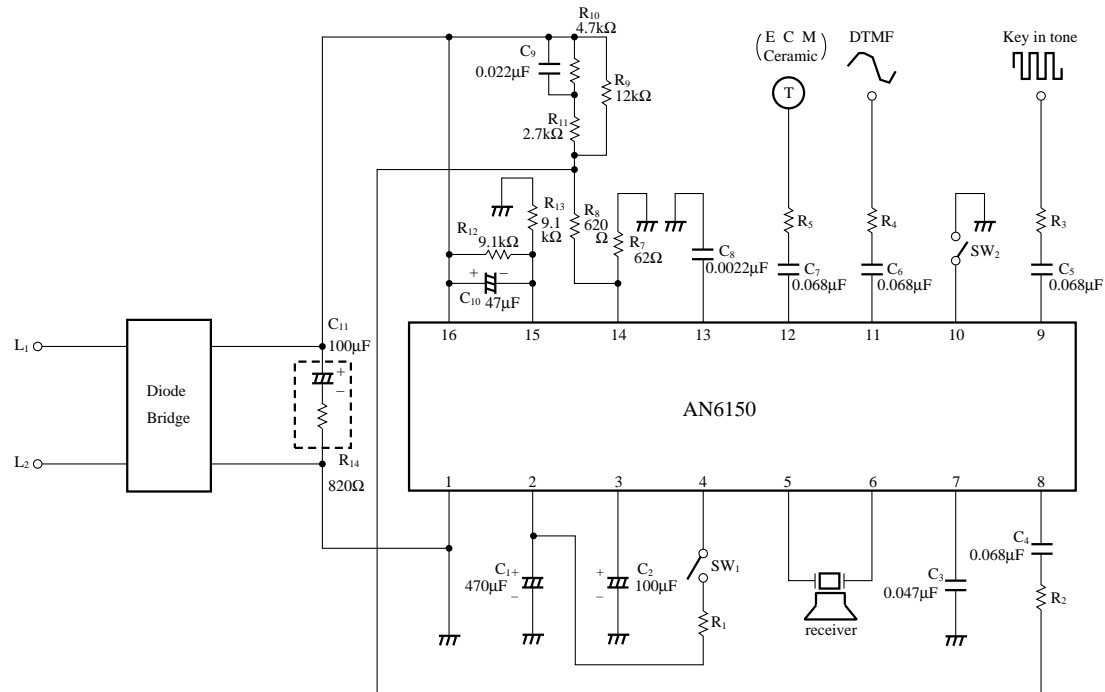 R10
4.7kΩ
C9
0.022μF
R9
12kΩ
R11
2.7kΩ
( E C M
Ceramic )
DTMF
Key in tone
T
R13
9.1
kΩ
R12
9.1kΩ
R8
620
Ω
R7
62Ω
C8
0.0022μF
R5
C7
0.068μF
R4
C6
0.068μF
SW2
R3
C5
0.068μF
+ −
C10 47μF
16 15 14 13 12 11 10 9
L1
L2
Diode
Bridge
C11
100μF
+
−
R14
820Ω
AN6150
1 2 3 4 5 6 7 8
C1 +
470μF
−
+
−
C2
100μF
SW1
R1
receiver
C3
0.047μF
C4
0.068μF
R2